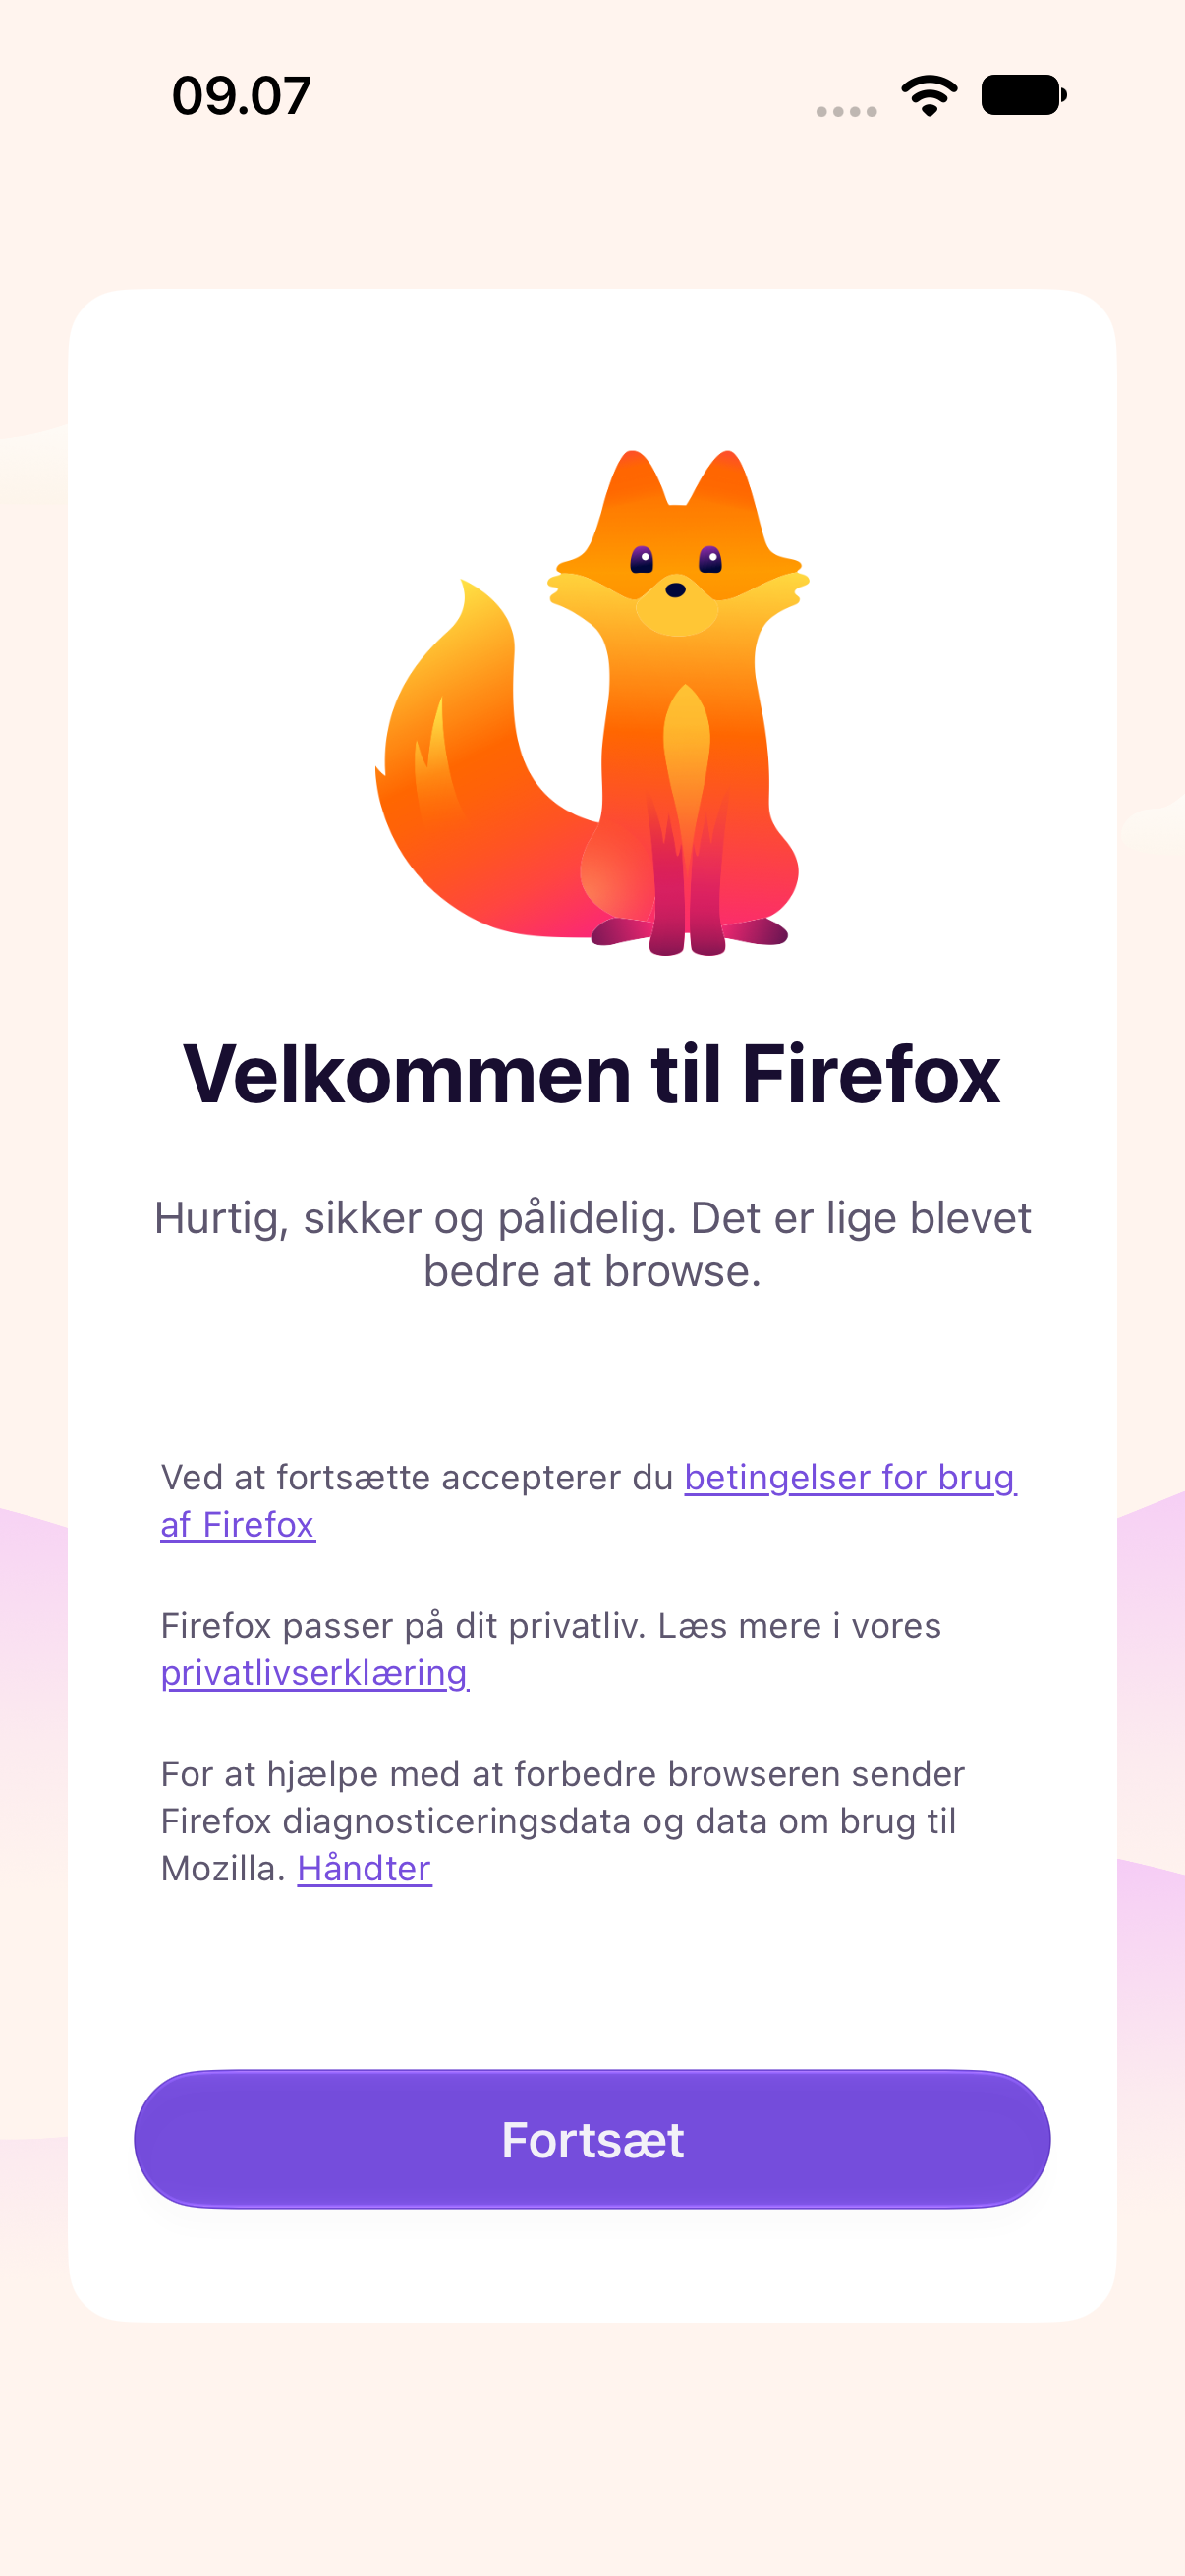 09.07
Velkommen til Firefox
Hurtig, sikker og pålidelig. Det er lige blevet
bedre at browse.
Ved at fortsætte accepterer du betingelser for brug
af Firefox
Firefox passer på dit privatliv. Læs mere i vores
privatlivserklæring
For at hjælpe med at forbedre browseren sender
Firefox diagnosticeringsdata og data om brug til
Mozilla. Håndter
Fortsæt